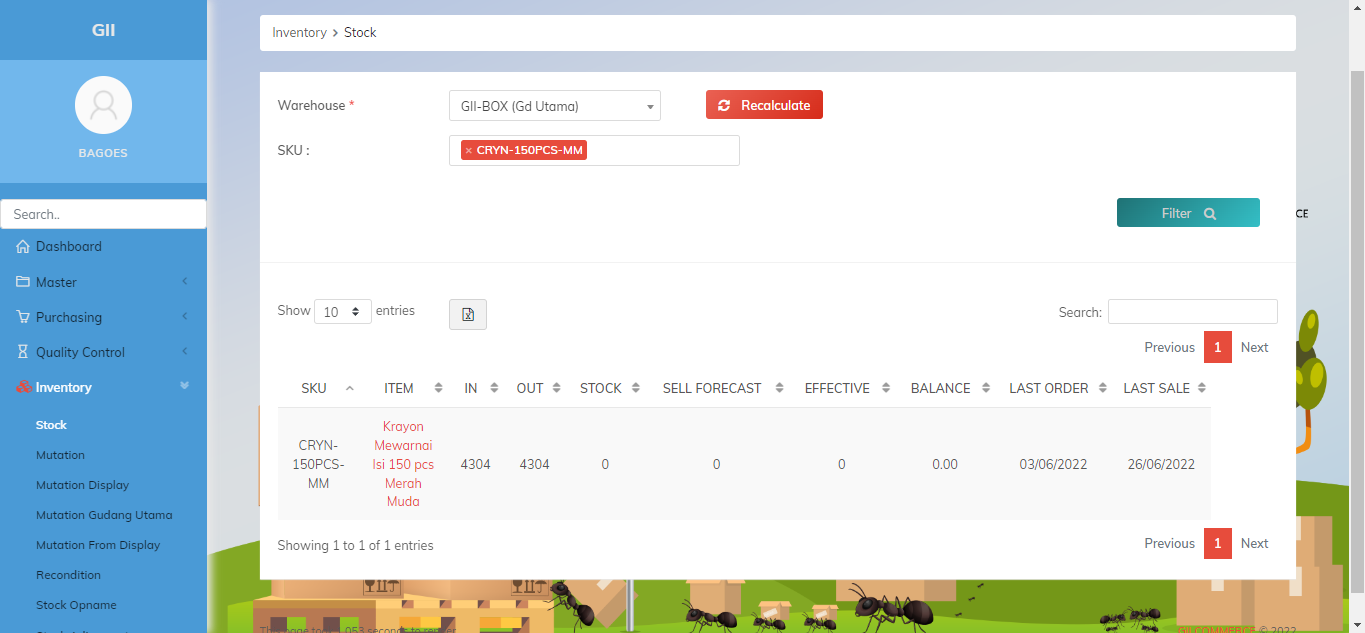 GII
BAGOES
Search..
Dashboard
Master
Purchasing
Quality Control
Inventory
Stock
Mutation
Mutation Display
Mutation Gudang Utama
Mutation From Display
Recondition
Stock Opname
Inventory > Stock
Warehouse *
GII-BOX (Gd Utama)
Recalculate
SKU :
× CRYN-150PCS-MM
Filter
CE
Show 10 entries
Search:
Previous 1 Next
SKU ITEM IN OUT STOCK SELL FORECAST EFFECTIVE BALANCE LAST ORDER LAST SALE
CRYN-150PCS-MM Krayon Mewarnai Isi 150 pcs Merah Muda 4304 4304 0 0 0 0.00 03/06/2022 26/06/2022
Showing 1 to 1 of 1 entries
Previous 1 Next
© 2022